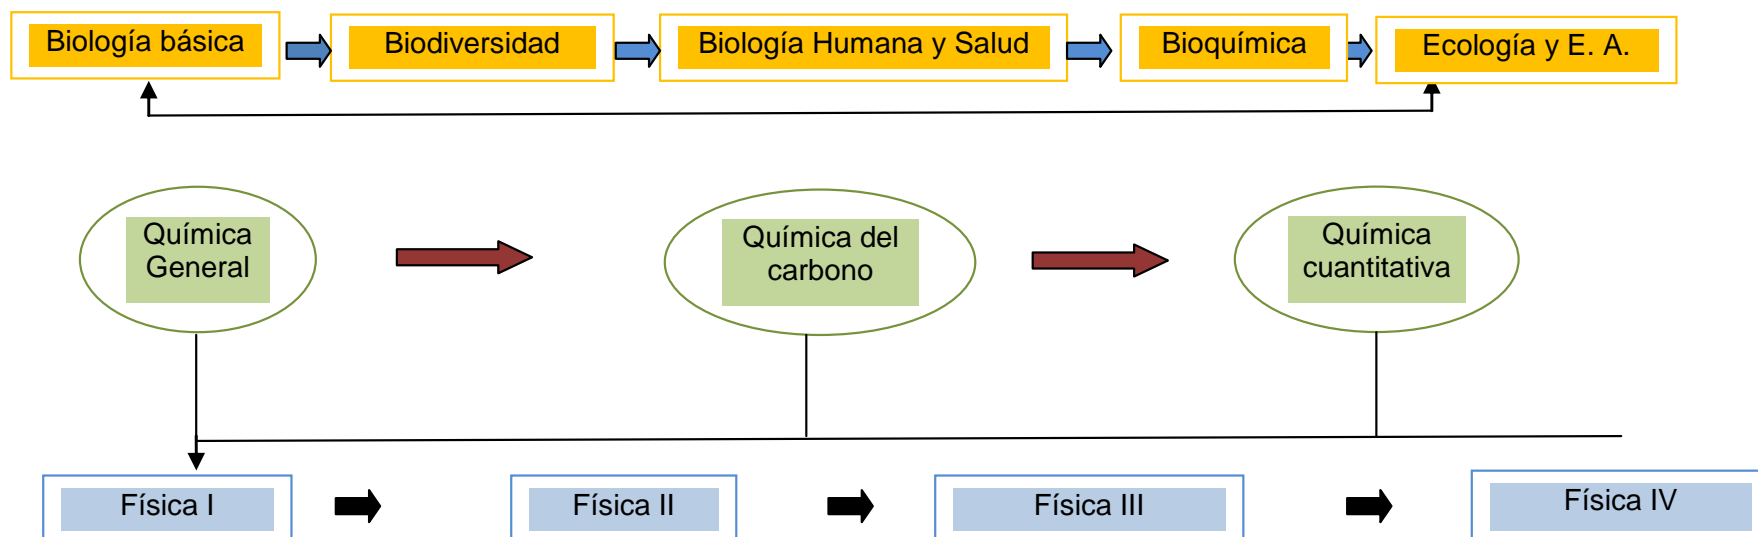 Biología básica
Biodiversidad
Biología Humana y Salud
Bioquímica
Ecología y E. A.
Química
General
Química del
carbono
Química
cuantitativa
Física I
Física II
Física III
Física IV